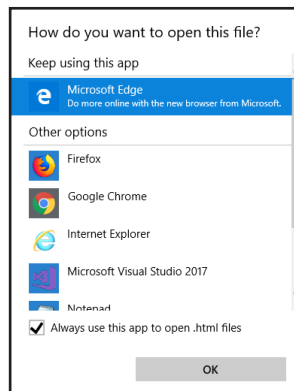 How do you want to open this file?
Keep using this app
Microsoft Edge
Do more online with the new browser from Microsoft.
Other options
Firefox
Google Chrome
Internet Explorer
Microsoft Visual Studio 2017
Notepad
Always use this app to open .html files
OK